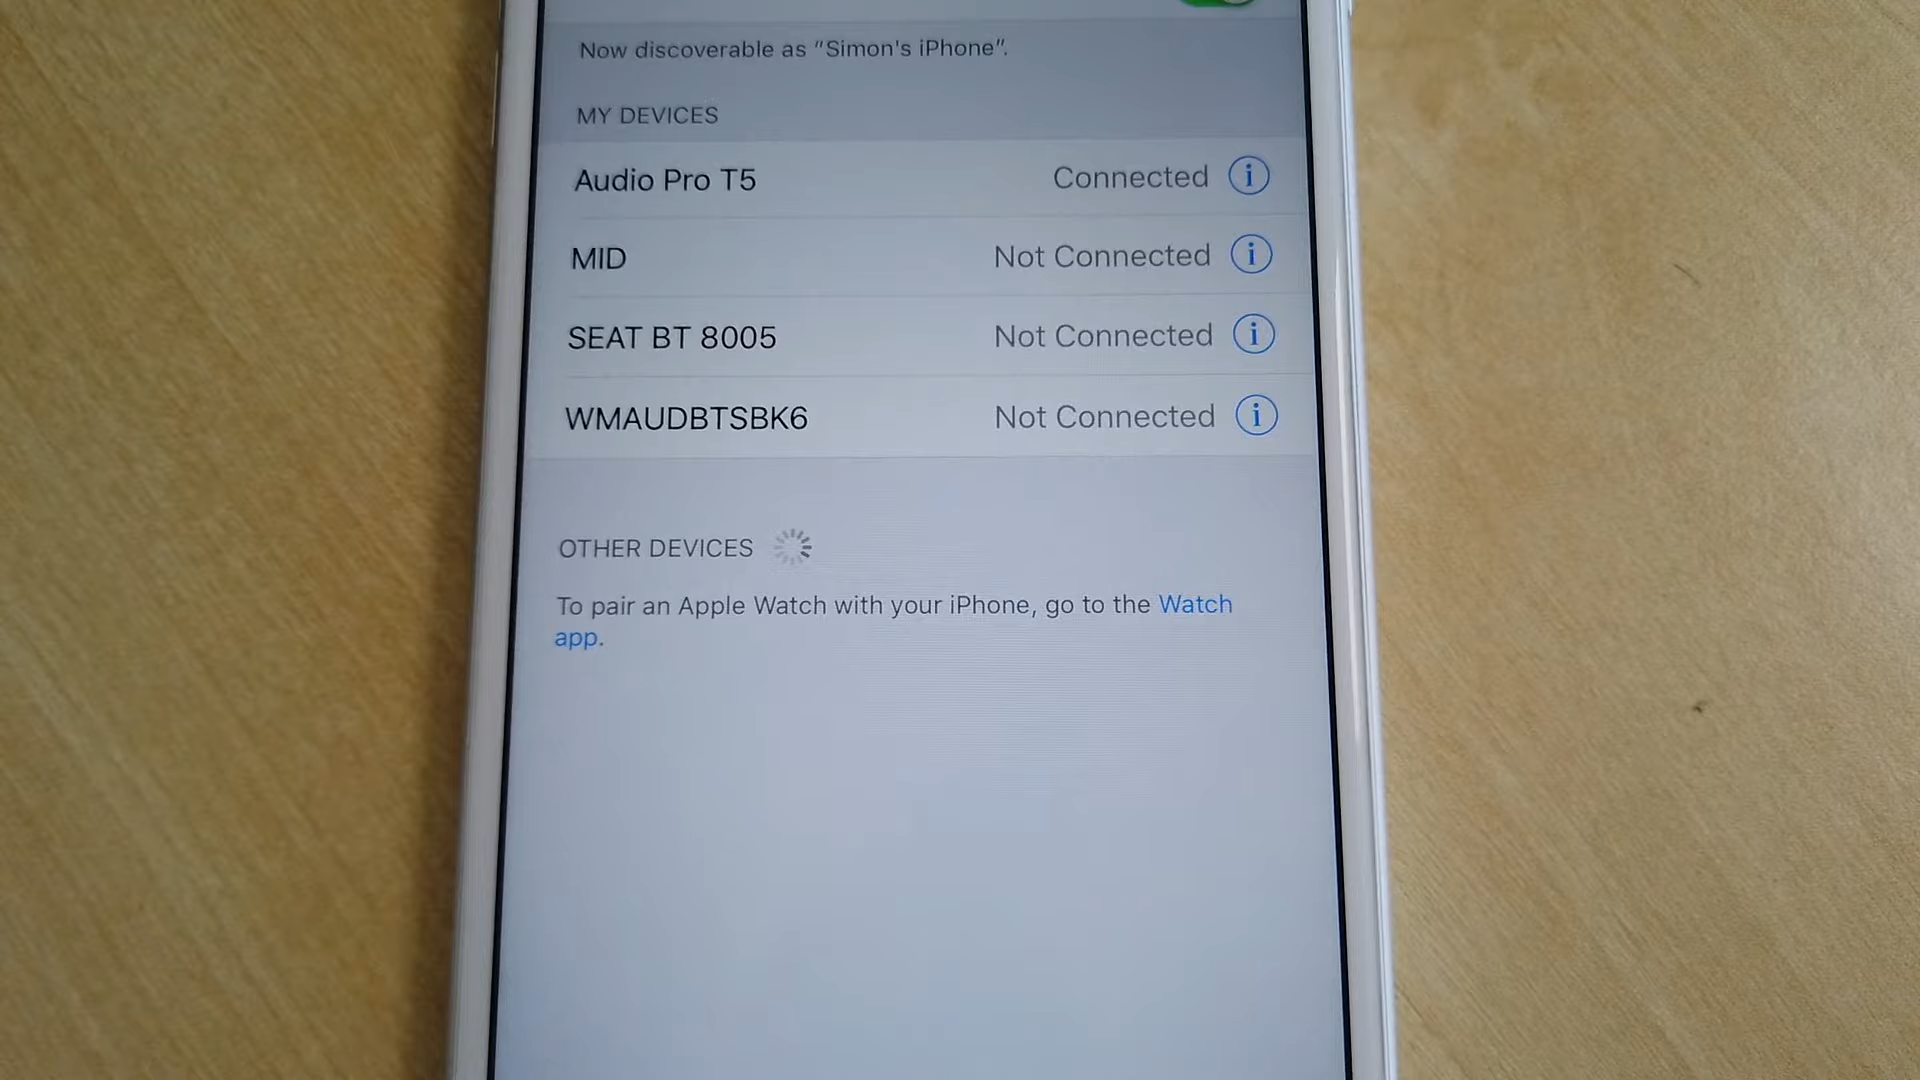 Now discoverable as "Simon's iPhone".
MY DEVICES
Audio Pro T5 Connected i
MID Not Connected i
SEAT BT 8005 Not Connected i
WMAUDBTSBK6 Not Connected i
OTHER DEVICES
To pair an Apple Watch with your iPhone, go to the Watch
app.